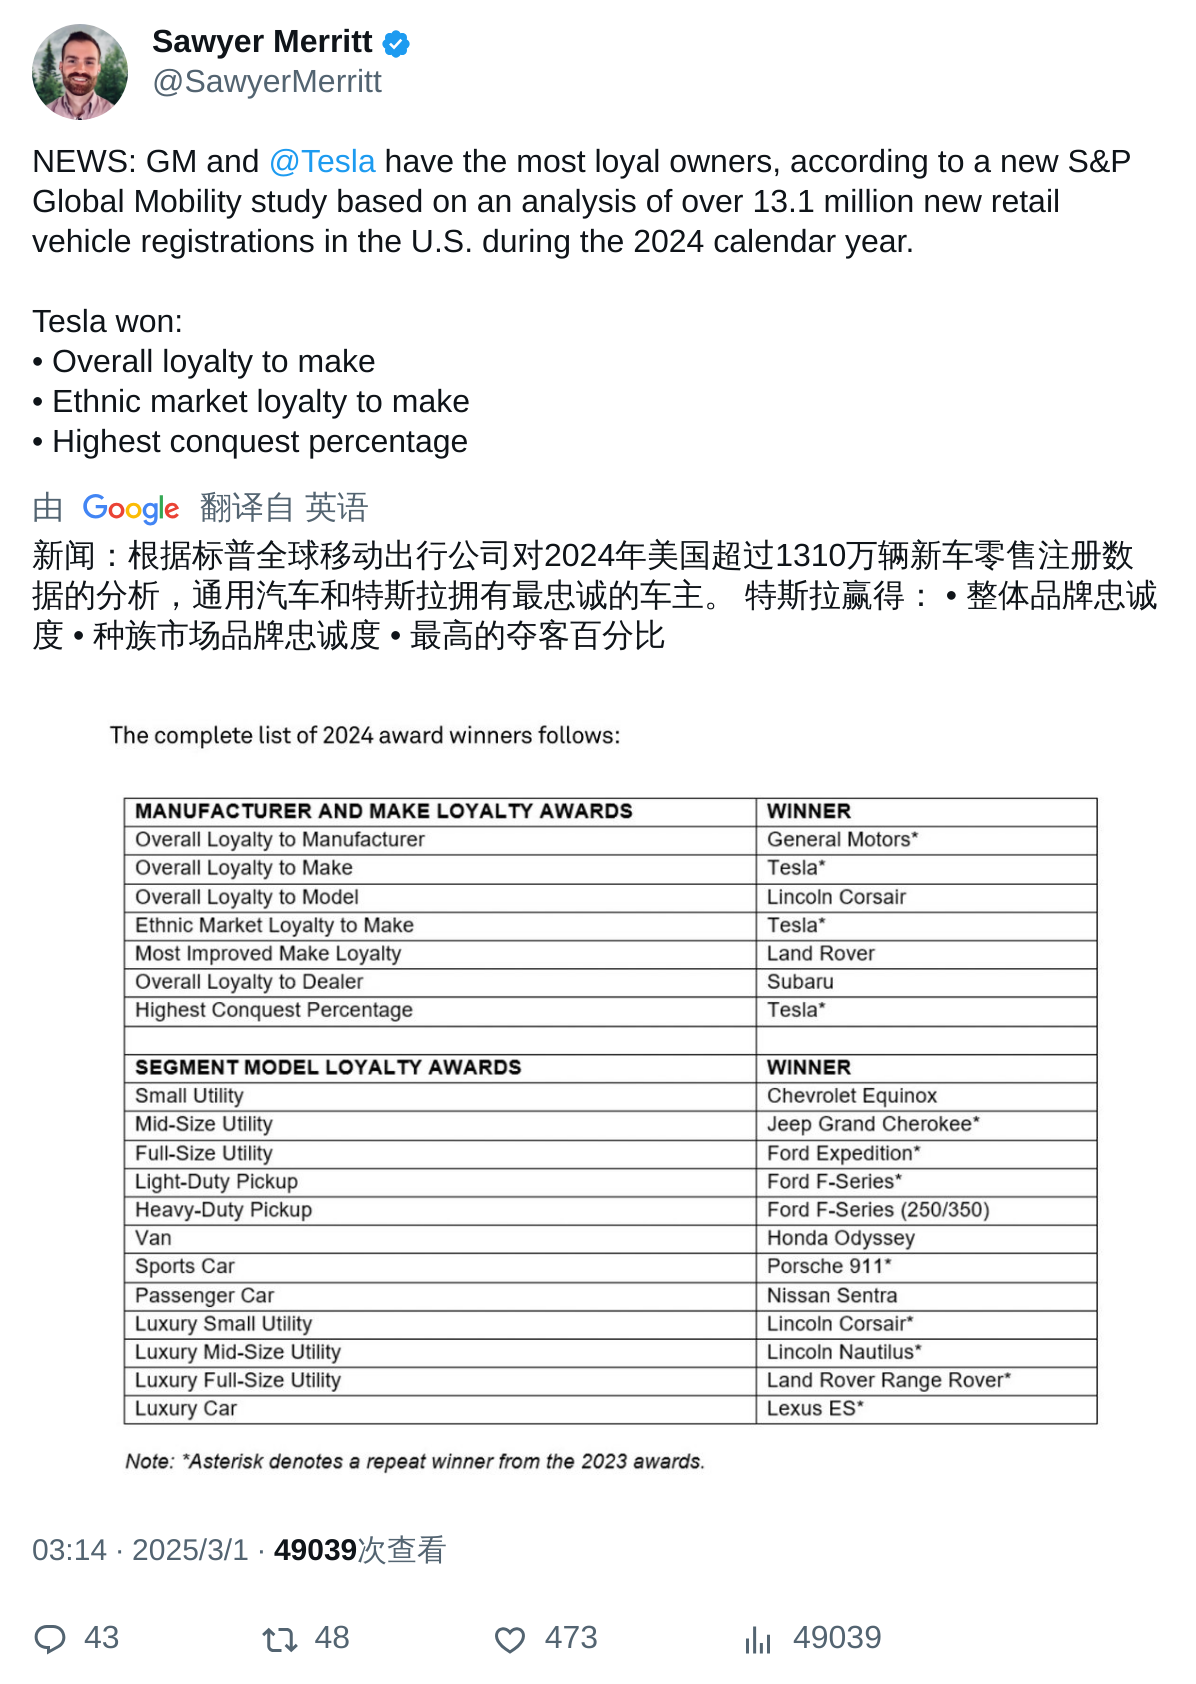 Sawyer Merritt
@SawyerMerritt
NEWS: GM and @Tesla have the most loyal owners, according to a new S&P
Global Mobility study based on an analysis of over 13.1 million new retail
vehicle registrations in the U.S. during the 2024 calendar year.
Tesla won:
• Overall loyalty to make
• Ethnic market loyalty to make
• Highest conquest percentage
由 Google 翻译自 英语
新闻：根据标普全球移动出行公司对2024年美国超过1310万辆新车零售注册数
据的分析，通用汽车和特斯拉拥有最忠诚的车主。 特斯拉赢得： • 整体品牌忠诚
度 • 种族市场品牌忠诚度 • 最高的夺客百分比
The complete list of 2024 award winners follows:
MANUFACTURER AND MAKE LOYALTY AWARDS WINNER
Overall Loyalty to Manufacturer General Motors*
Overall Loyalty to Make Tesla*
Overall Loyalty to Model Lincoln Corsair
Ethnic Market Loyalty to Make Tesla*
Most Improved Make Loyalty Land Rover
Overall Loyalty to Dealer Subaru
Highest Conquest Percentage Tesla*
SEGMENT MODEL LOYALTY AWARDS WINNER
Small Utility Chevrolet Equinox
Mid-Size Utility Jeep Grand Cherokee*
Full-Size Utility Ford Expedition*
Light-Duty Pickup Ford F-Series*
Heavy-Duty Pickup Ford F-Series (250/350)
Van Honda Odyssey
Sports Car Porsche 911*
Passenger Car Nissan Sentra
Luxury Small Utility Lincoln Corsair*
Luxury Mid-Size Utility Lincoln Nautilus*
Luxury Full-Size Utility Land Rover Range Rover*
Luxury Car Lexus ES*
Note: *Asterisk denotes a repeat winner from the 2023 awards.
03:14 · 2025/3/1 · 49039次查看
43 48 473 49039